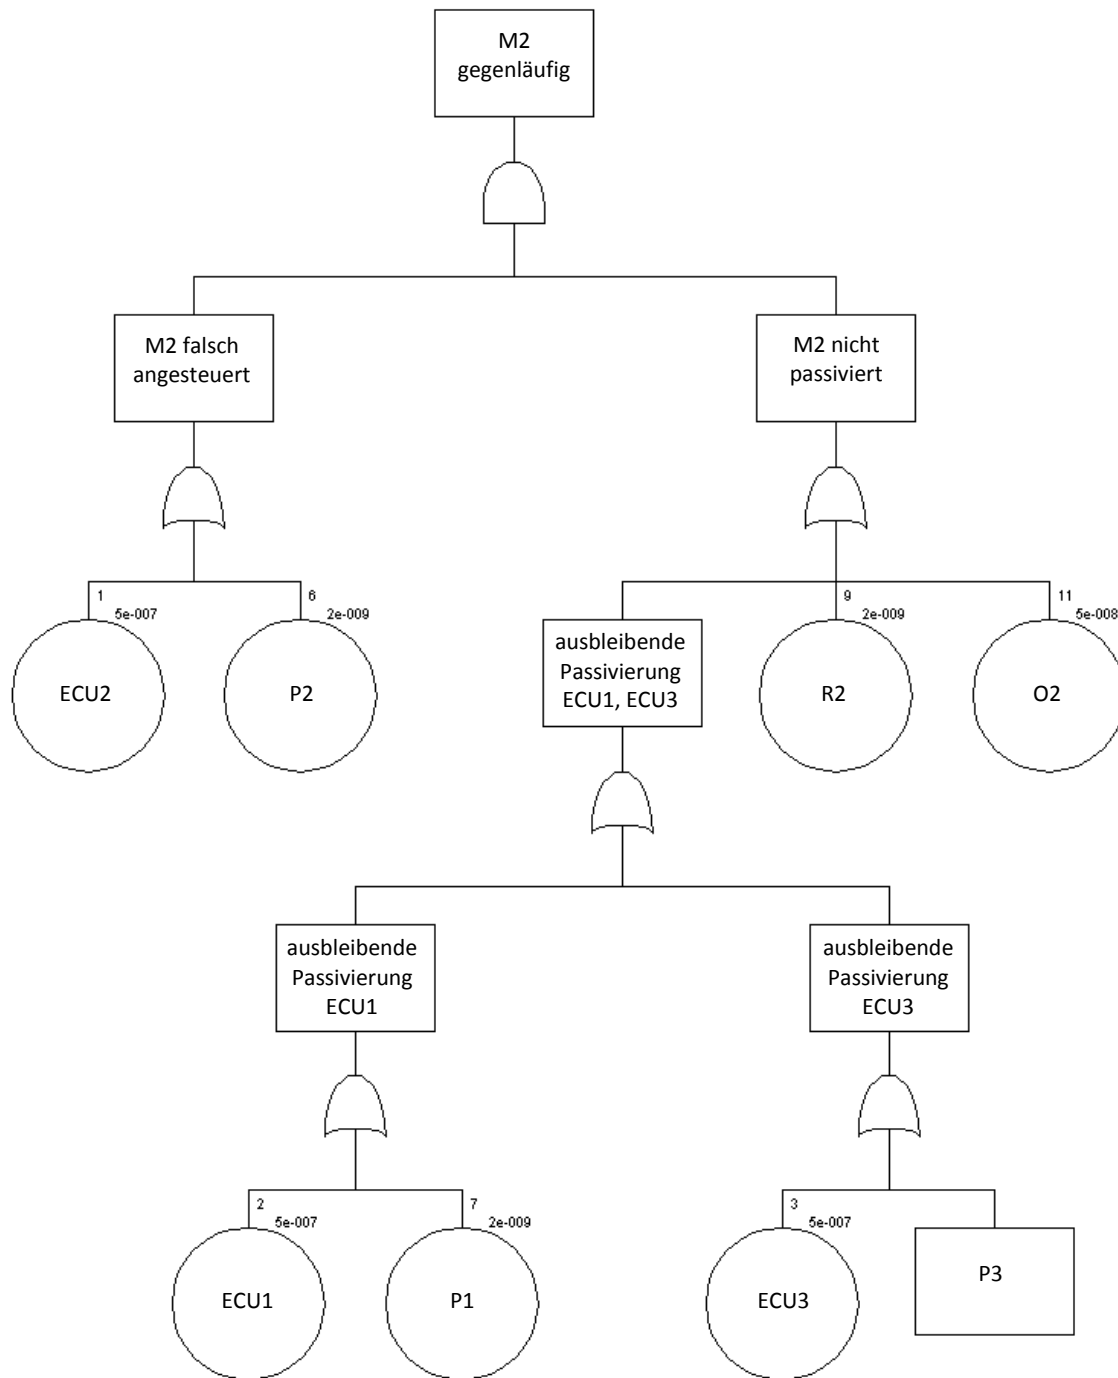 M2
gegenläufig
M2 falsch
angesteuert
M2 nicht
passiviert
1
5e-007
6
2e-009
9
2e-009
11
5e-008
ECU2
P2
ausbleibende
Passivierung
ECU1, ECU3
R2
O2
ausbleibende
Passivierung
ECU1
ausbleibende
Passivierung
ECU3
2
5e-007
7
2e-009
3
5e-007
ECU1
P1
ECU3
P3